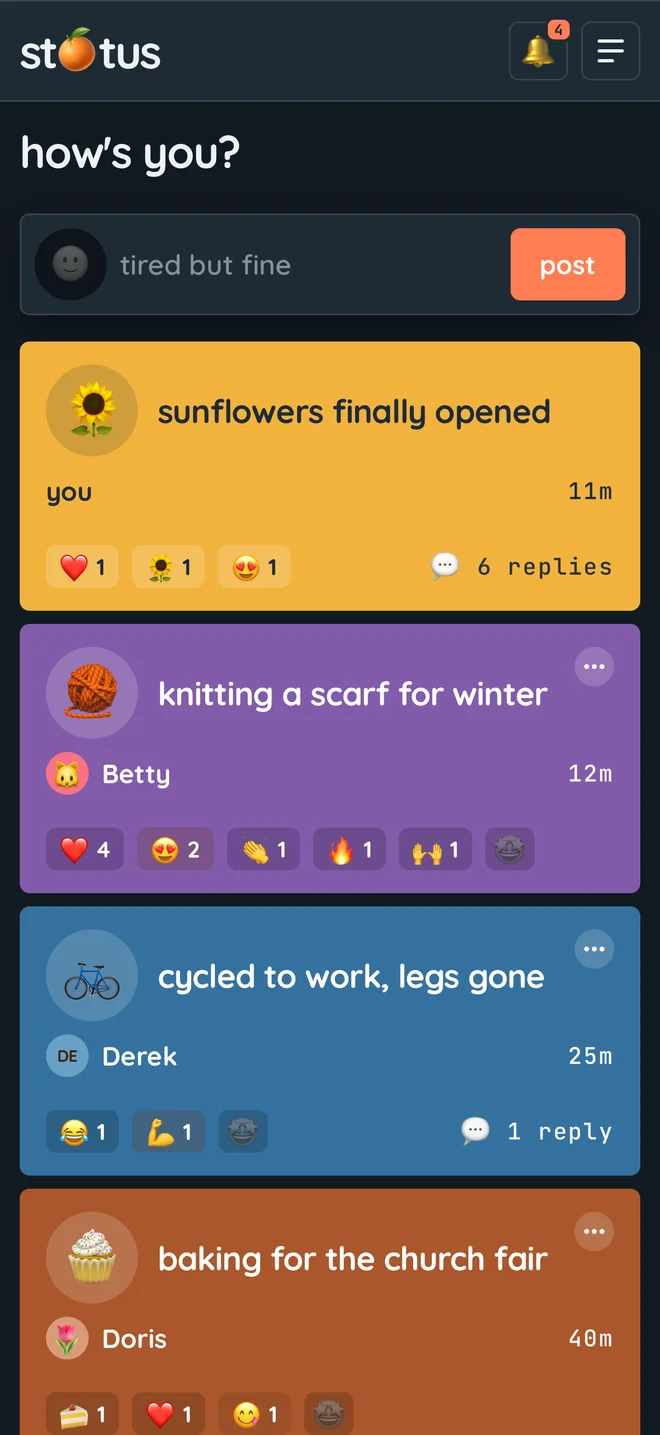 st🍊tus
4
how's you?
tired but fine
post
sunflowers finally opened
you
11m
1
1
1
6 replies
knitting a scarf for winter
Betty
12m
4
2
1
1
1
cycled to work, legs gone
DE
Derek
25m
1
1
1 reply
baking for the church fair
Doris
40m
1
1
1